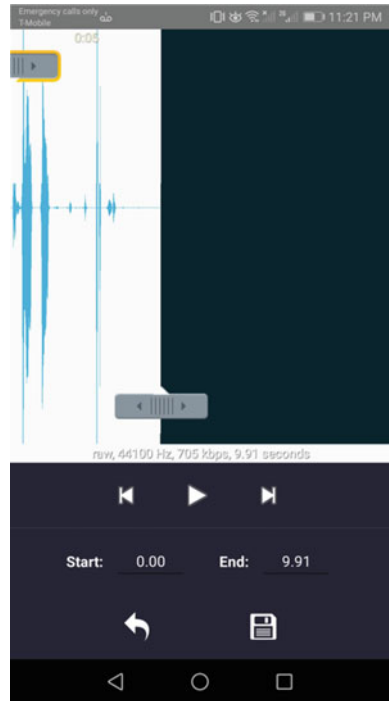 Emergency calls only
T-Mobile
11:21 PM
0:05
raw, 44100 Hz, 705 kbps, 9.91 seconds
Start: 0.00 End: 9.91